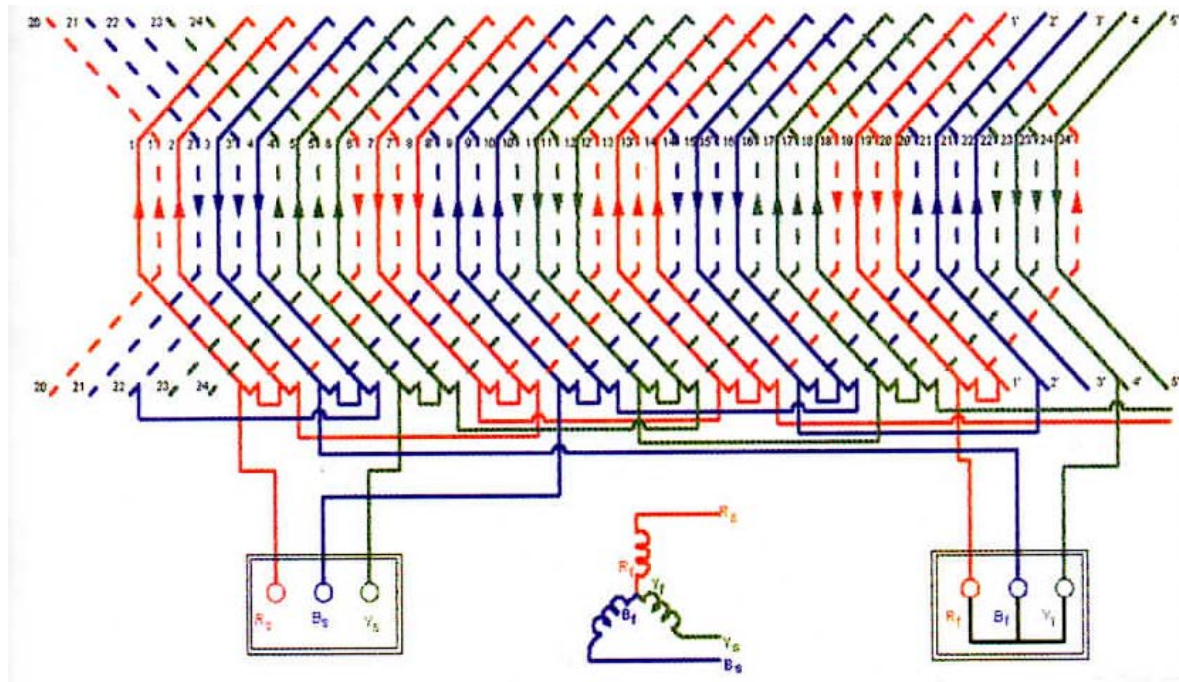 20 21 22 23 24 1' 2' 3' 4 5'
1 1' 2 2' 3 3' 4 4' 5 5' 6 6' 7 7' 8 8' 9 9' 10 10' 11 11' 12 12' 13 13' 14 14' 15 15' 16 16' 17 17' 18 18' 19 19' 20 20' 21 21' 22 22' 23 23' 24 24'
20 21 22 23 24 1' 2' 3' 4' 5'
Rs
Rf Yf
Bf
Rs Bs Ys Ys Rf Bf Yf
Bs